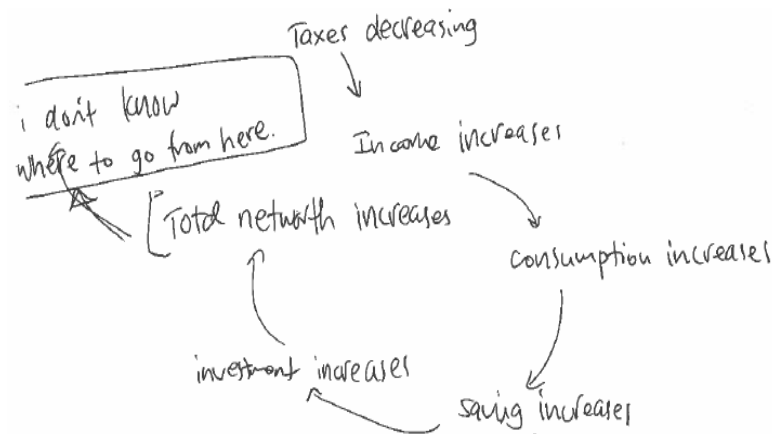 Taxes decreasing
Income increases
consumption increases
saving increases
investment increases
Total networth increases
i don't know
where to go from here.